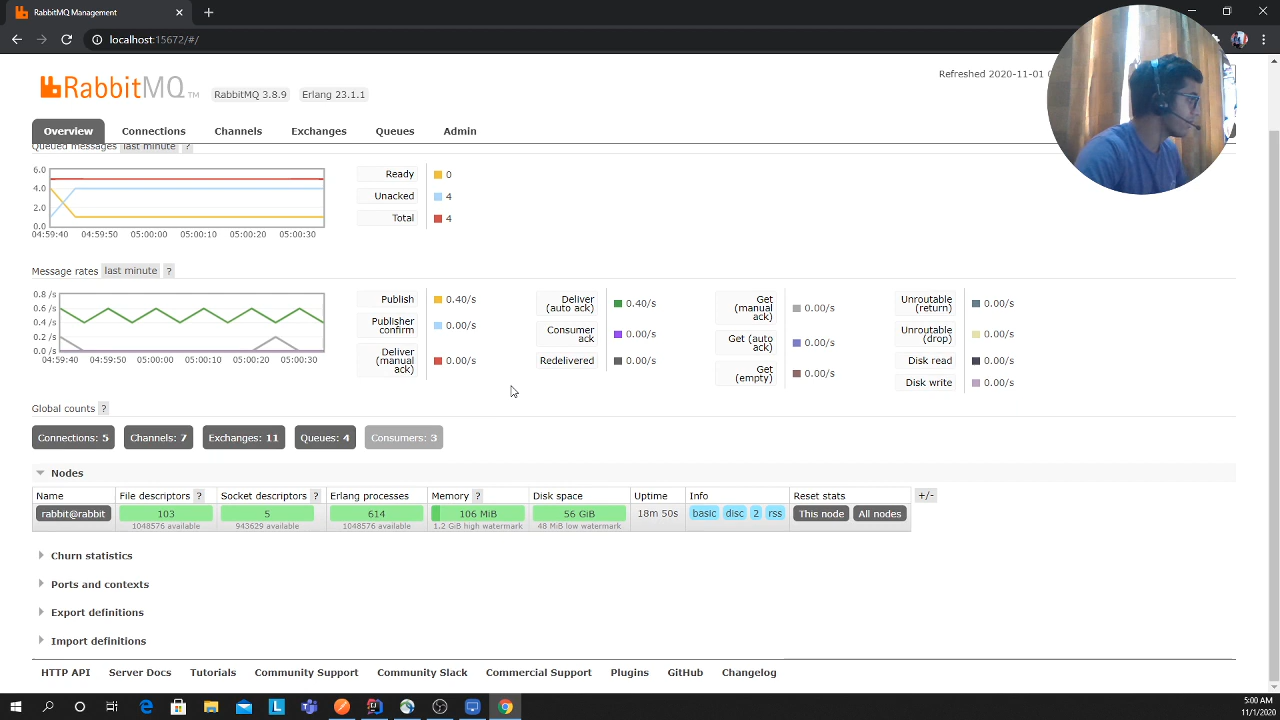 RabbitMQ Management
localhost:15672/#/
RabbitMQ TM RabbitMQ 3.8.9 Erlang 23.1.1
Refreshed 2020-11-01
Overview Connections Channels Exchanges Queues Admin
Queued messages last minute ?
6.0
4.0
2.0
0.0
04:59:40 04:59:50 05:00:00 05:00:10 05:00:20 05:00:30
Ready 0
Unacked 4
Total 4
Message rates last minute ?
0.8 /s
0.6 /s
0.4 /s
0.2 /s
0.0 /s
04:59:40 04:59:50 05:00:00 05:00:10 05:00:20 05:00:30
Publish 0.40/s
Publisher
confirm 0.00/s
Deliver
(manual
ack) 0.00/s
Deliver
(auto ack) 0.40/s
Consumer
ack 0.00/s
Redelivered 0.00/s
Get
(manual
ack) 0.00/s
Get (auto
ack) 0.00/s
Get
(empty) 0.00/s
Unroutable
(return) 0.00/s
Unroutable
(drop) 0.00/s
Disk read 0.00/s
Disk write 0.00/s
Global counts ?
Connections: 5 Channels: 7 Exchanges: 11 Queues: 4 Consumers: 3
Nodes
Name File descriptors ? Socket descriptors ? Erlang processes Memory ? Disk space Uptime Info Reset stats +/-
rabbit@rabbit 103 5 614 106 MiB 56 GiB 18m 50s basic disc 2 rss This node All nodes
1048576 available 943629 available 1048576 available 1.2 GiB high watermark 48 MiB low watermark
Churn statistics
Ports and contexts
Export definitions
Import definitions
HTTP API Server Docs Tutorials Community Support Community Slack Commercial Support Plugins GitHub Changelog
5:00 AM
11/1/2020